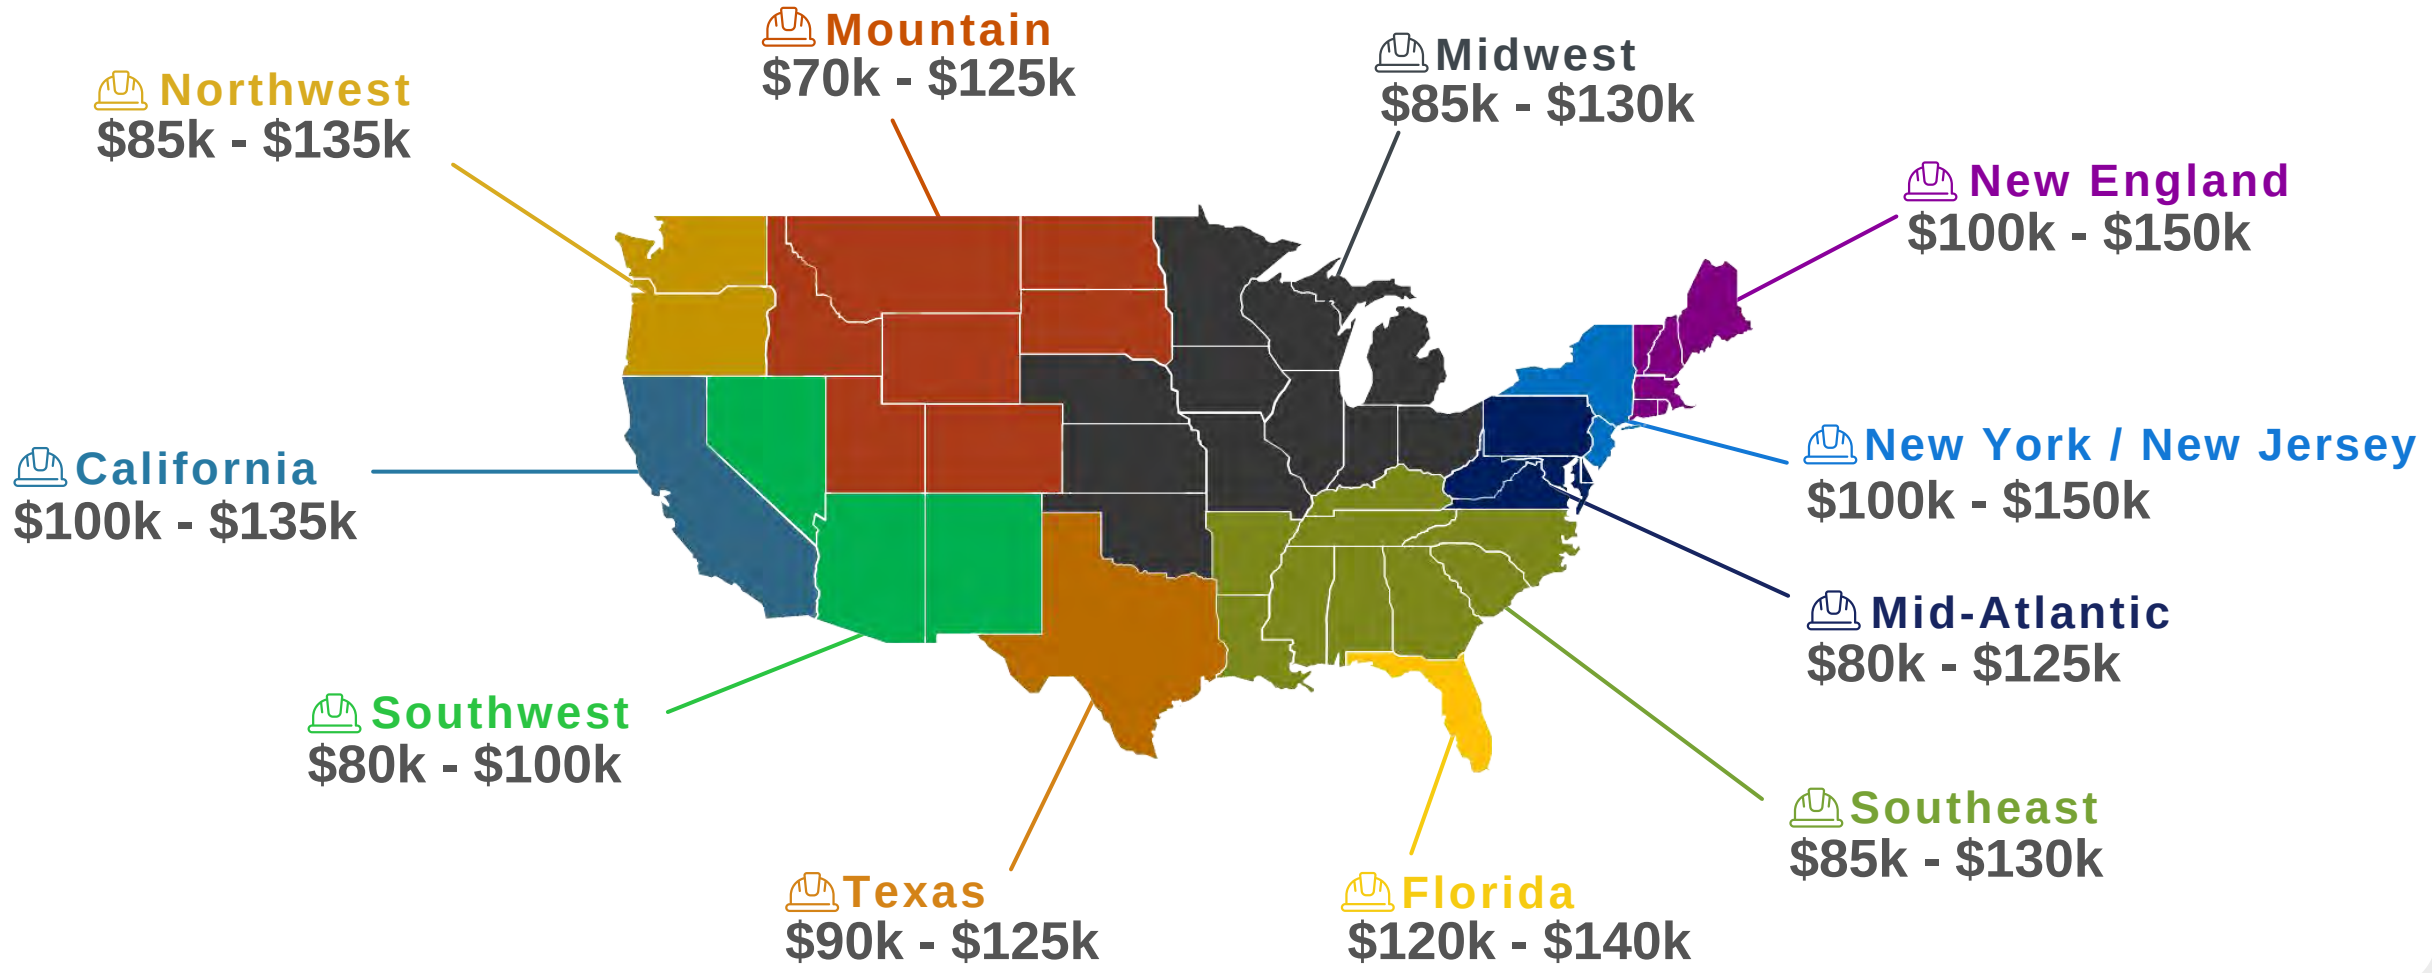 Mountain
$70k - $125k
Midwest
$85k - $130k
Northwest
$85k - $135k
New England
$100k - $150k
California
$100k - $135k
New York / New Jersey
$100k - $150k
Mid-Atlantic
$80k - $125k
Southwest
$80k - $100k
Southeast
$85k - $130k
Texas
$90k - $125k
Florida
$120k - $140k